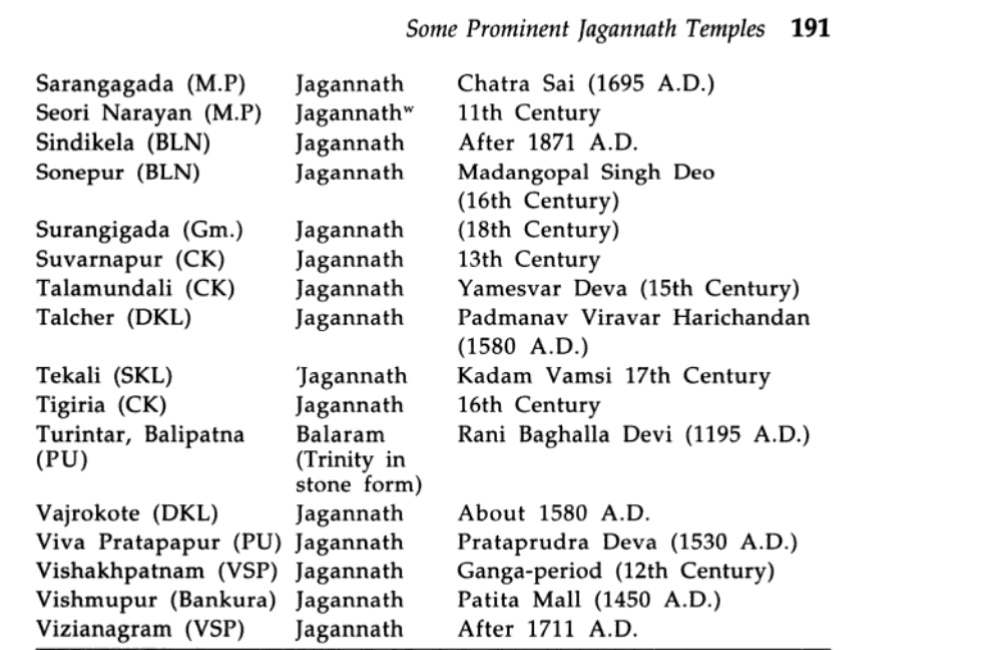 Some Prominent Jagannath Temples 191
Sarangagada (M.P) Jagannath Chatra Sai (1695 A.D.)
Seori Narayan (M.P) Jagannathʷ 11th Century
Sindikela (BLN) Jagannath After 1871 A.D.
Sonepur (BLN) Jagannath Madangopal Singh Deo
(16th Century)
Surangigada (Gm.) Jagannath (18th Century)
Suvarnapur (CK) Jagannath 13th Century
Talamundali (CK) Jagannath Yamesvar Deva (15th Century)
Talcher (DKL) Jagannath Padmanav Viravar Harichandan
(1580 A.D.)
Tekali (SKL) 'Jagannath Kadam Vamsi 17th Century
Tigiria (CK) Jagannath 16th Century
Turintar, Balipatna Balaram Rani Baghalla Devi (1195 A.D.)
(PU) (Trinity in
stone form)
Vajrokote (DKL) Jagannath About 1580 A.D.
Viva Pratapapur (PU) Jagannath Prataprudra Deva (1530 A.D.)
Vishakhpatnam (VSP) Jagannath Ganga-period (12th Century)
Vishmupur (Bankura) Jagannath Patita Mall (1450 A.D.)
Vizianagram (VSP) Jagannath After 1711 A.D.